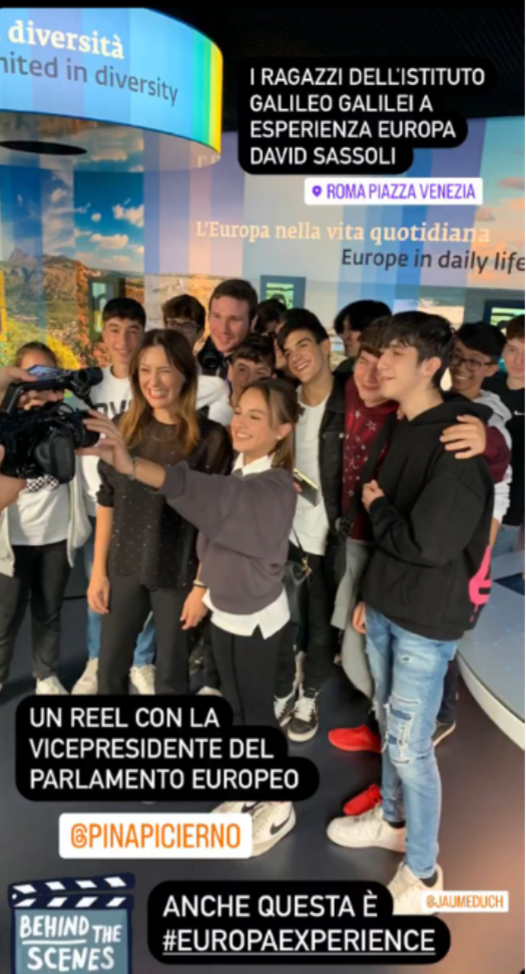 diversità
nited in diversity
I RAGAZZI DELL'ISTITUTO
GALILEO GALILEI A
ESPERIENZA EUROPA
DAVID SASSOLI
ROMA PIAZZA VENEZIA
L'Europa nella vita quotidiana
Europe in daily life
UN REEL CON LA
VICEPRESIDENTE DEL
PARLAMENTO EUROPEO
@PINAPICIERNO
BEHIND THE
SCENES
ANCHE QUESTA È
#EUROPAEXPERIENCE
@JAUMEDUCH